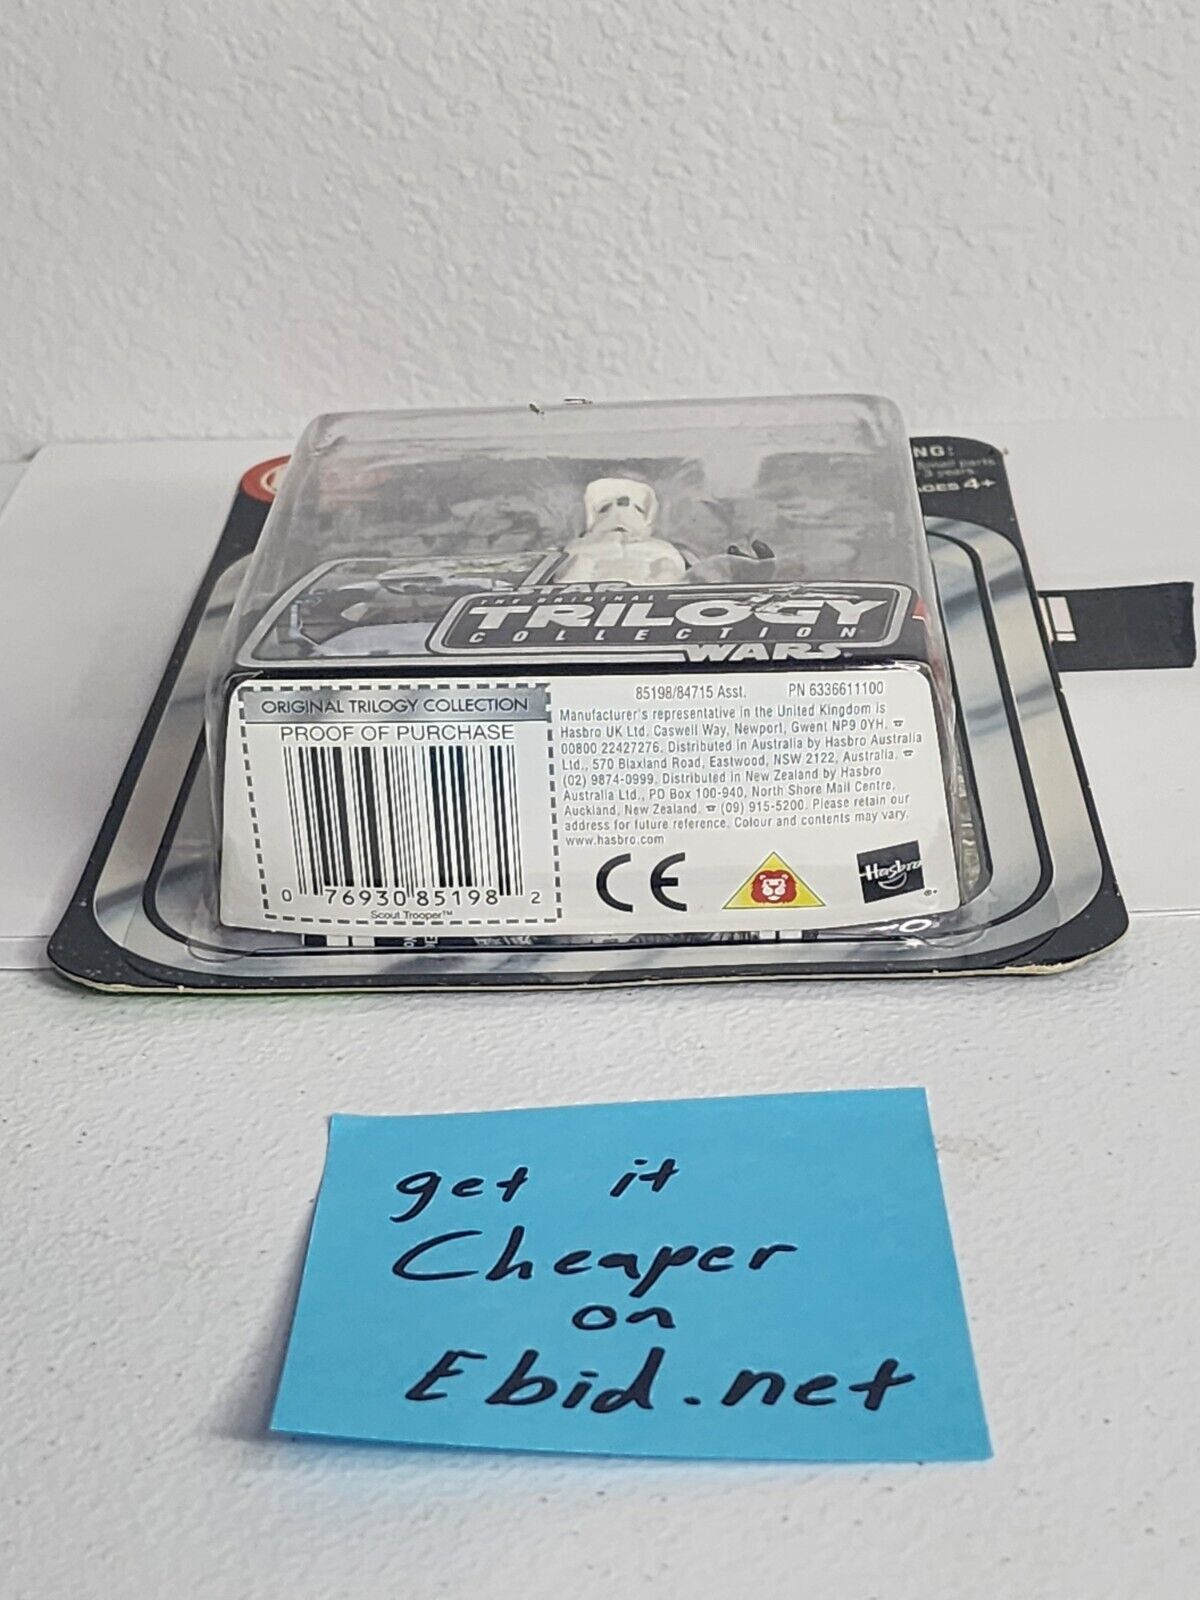 NG:
small parts
3 years
AGES 4+
STAR
THE ORIGINAL
TRILOGY
COLLECTION
WARS
ORIGINAL TRILOGY COLLECTION
PROOF OF PURCHASE
0 76930 85198 2
Scout Trooper™
85198/84715 Asst. PN 6336611100
Manufacturer's representative in the United Kingdom is
Hasbro UK Ltd. Caswell Way, Newport, Gwent NP9 0YH. ☎
00800 22427276. Distributed in Australia by Hasbro Australia
Ltd., 570 Blaxland Road, Eastwood, NSW 2122, Australia. ☎
(02) 9874-0999. Distributed in New Zealand by Hasbro
Australia Ltd., PO Box 100-940, North Shore Mail Centre,
Auckland, New Zealand. ☎ (09) 915-5200. Please retain our
address for future reference. Colour and contents may vary.
www.hasbro.com
CE
Hasbro
®
get it
Cheaper
on
Ebid.net